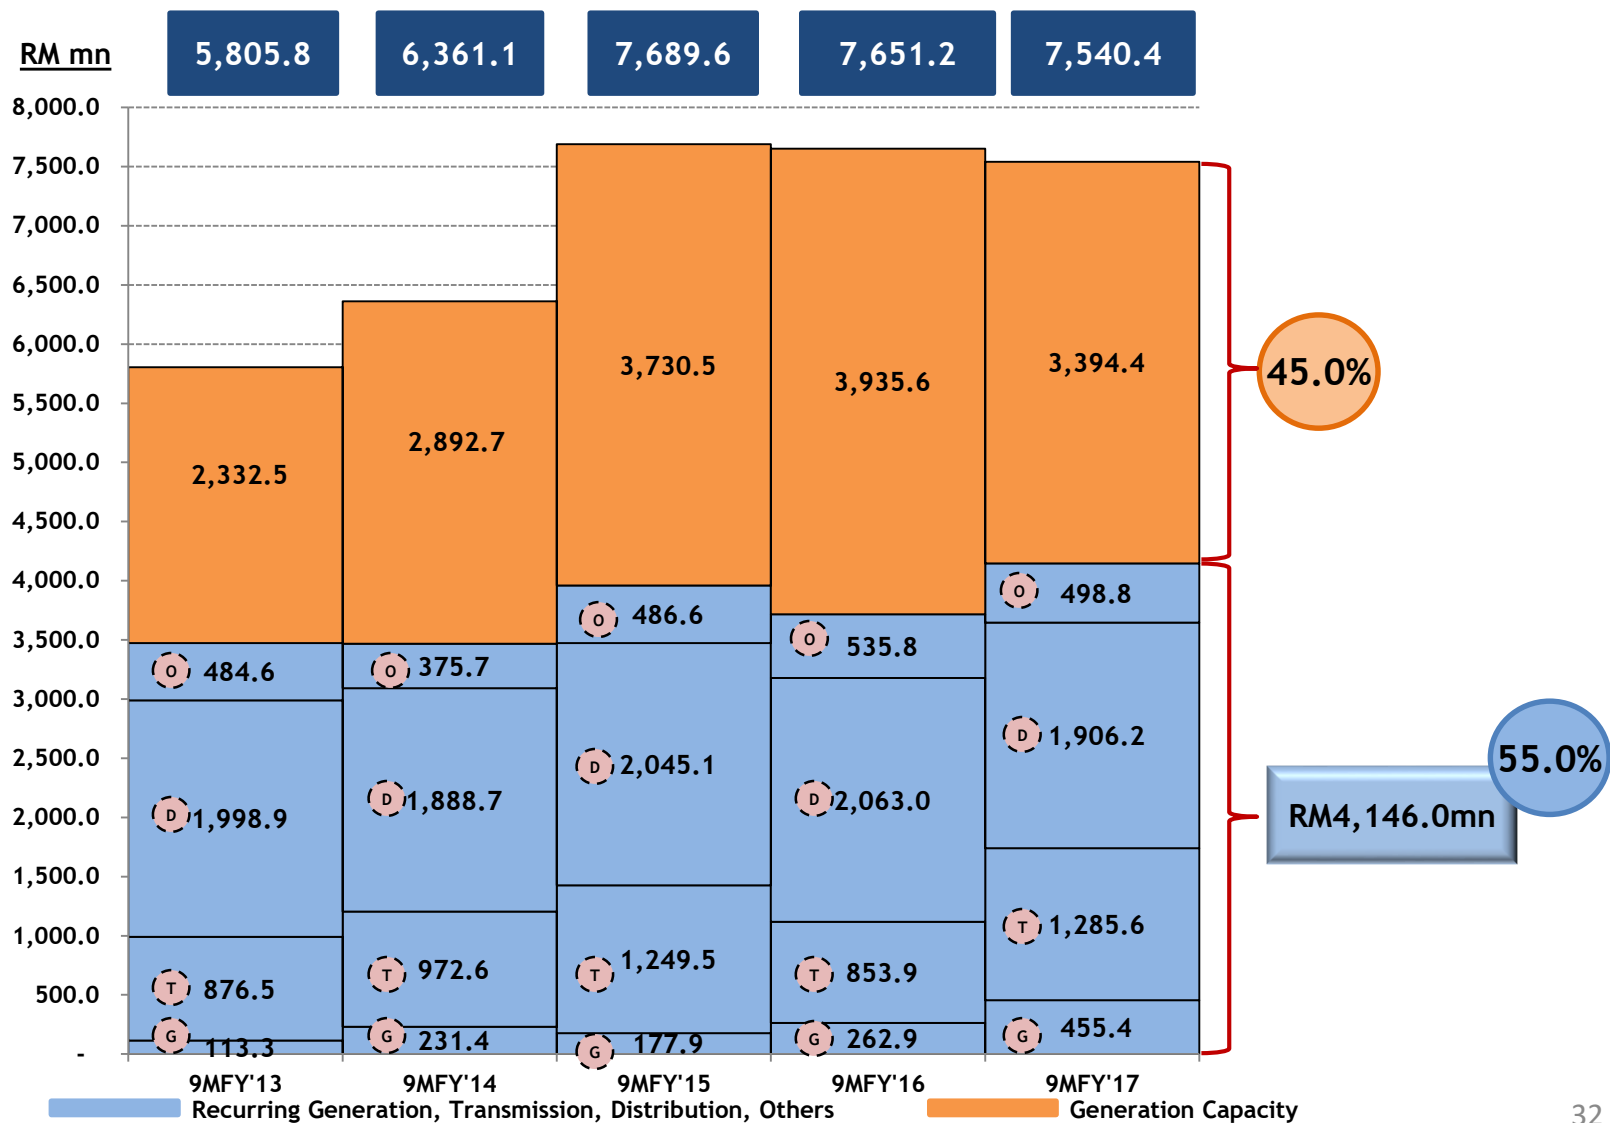 RM mn
5,805.8
6,361.1
7,689.6
7,651.2
7,540.4
8,000.0
7,500.0
7,000.0
6,500.0
6,000.0
5,500.0
5,000.0
4,500.0
4,000.0
3,500.0
3,000.0
2,500.0
2,000.0
1,500.0
1,000.0
500.0
-
2,332.5
O 484.6
D 1,998.9
T 876.5
G 113.3
2,892.7
O 375.7
D 1,888.7
T 972.6
G 231.4
3,730.5
O 486.6
D 2,045.1
T 1,249.5
G 177.9
3,935.6
O 535.8
D 2,063.0
T 853.9
G 262.9
3,394.4
O 498.8
D 1,906.2
T 1,285.6
G 455.4
45.0%
55.0%
RM4,146.0mn
9MFY'13
9MFY'14
9MFY'15
9MFY'16
9MFY'17
Recurring Generation, Transmission, Distribution, Others
Generation Capacity
32